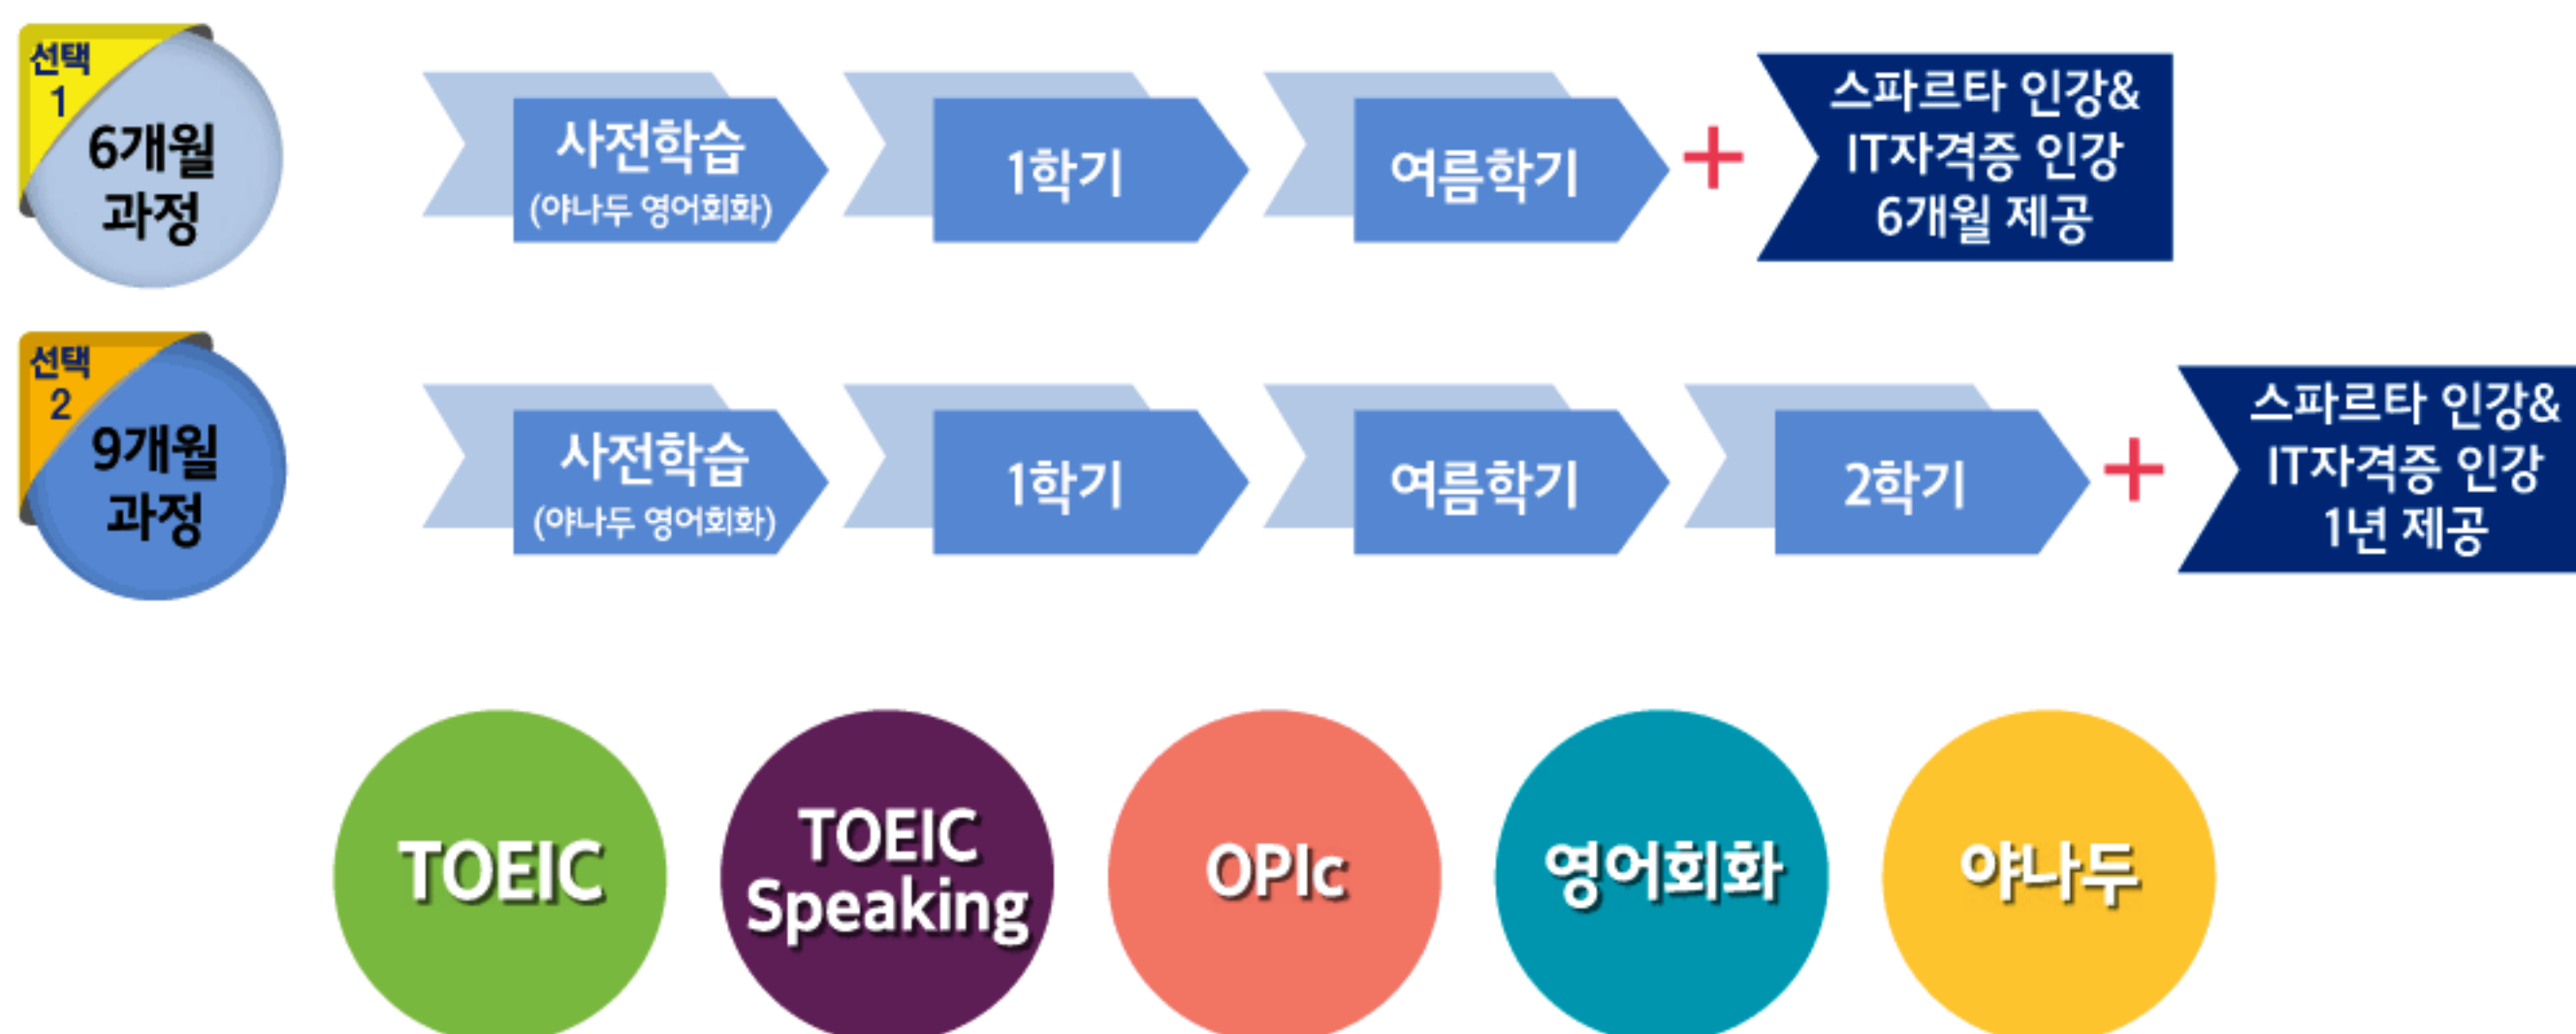 선택
1
6개월
과정
사전학습
(야나두 영어회화)
1학기
여름학기
+
스파르타 인강&
IT자격증 인강
6개월 제공
선택
2
9개월
과정
사전학습
(야나두 영어회화)
1학기
여름학기
2학기
+
스파르타 인강&
IT자격증 인강
1년 제공
TOEIC
TOEIC
Speaking
OPIc
영어회화
야나두